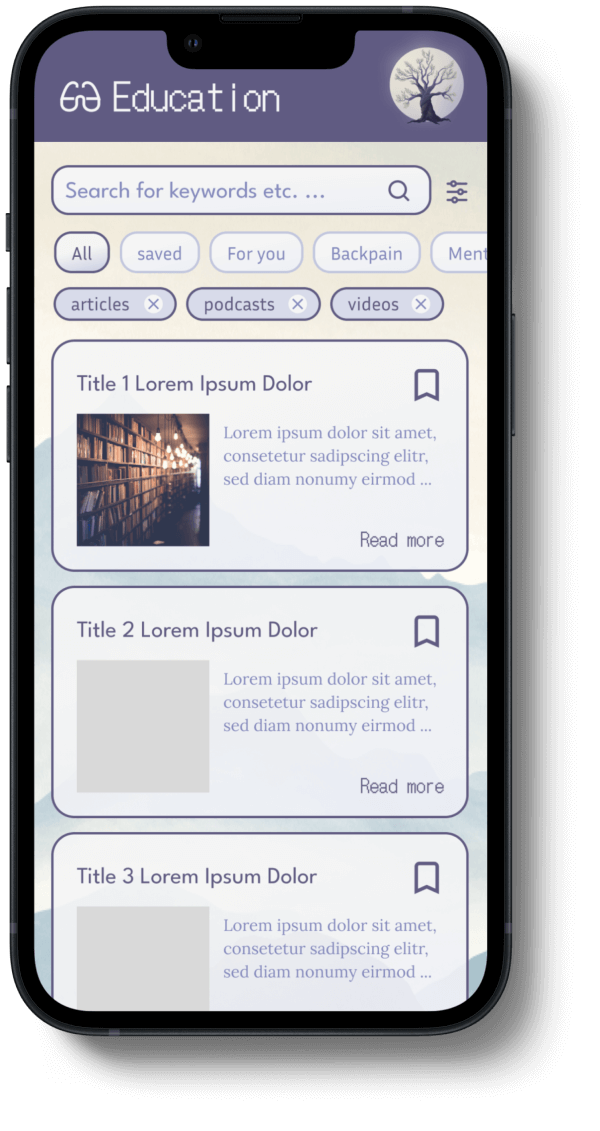 Education
Search for keywords etc. ...
All saved For you Backpain Ment
articles podcasts videos
Title 1 Lorem Ipsum Dolor
Lorem ipsum dolor sit amet,
consetetur sadipscing elitr,
sed diam nonumy eirmod ...
Read more
Title 2 Lorem Ipsum Dolor
Lorem ipsum dolor sit amet,
consetetur sadipscing elitr,
sed diam nonumy eirmod ...
Read more
Title 3 Lorem Ipsum Dolor
Lorem ipsum dolor sit amet,
consetetur sadipscing elitr,
sed diam nonumy eirmod ...